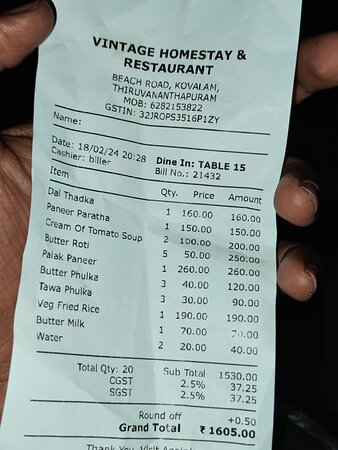 VINTAGE HOMESTAY &
RESTAURANT
BEACH ROAD, KOVALAM,
THIRUVANANTHAPURAM
MOB: 6282153822
GSTIN: 32JROPS3516P1ZY
Name:
Date: 18/02/24 20:28 Dine In: TABLE 15
Cashier: biller Bill No.: 21432
Item Qty. Price Amount
Dal Thadka 1 160.00 160.00
Paneer Paratha 1 150.00 150.00
Cream Of Tomato Soup 2 100.00 200.00
Butter Roti 5 50.00 250.00
Palak Paneer 1 260.00 260.00
Butter Phulka 3 40.00 120.00
Tawa Phulka 3 30.00 90.00
Veg Fried Rice 1 190.00 190.00
Butter Milk 1 70.00 70.00
Water 2 20.00 40.00
Total Qty: 20 Sub Total 1530.00
CGST 2.5% 37.25
SGST 2.5% 37.25
Round off +0.50
Grand Total ₹ 1605.00
Thank You, Visit Again!